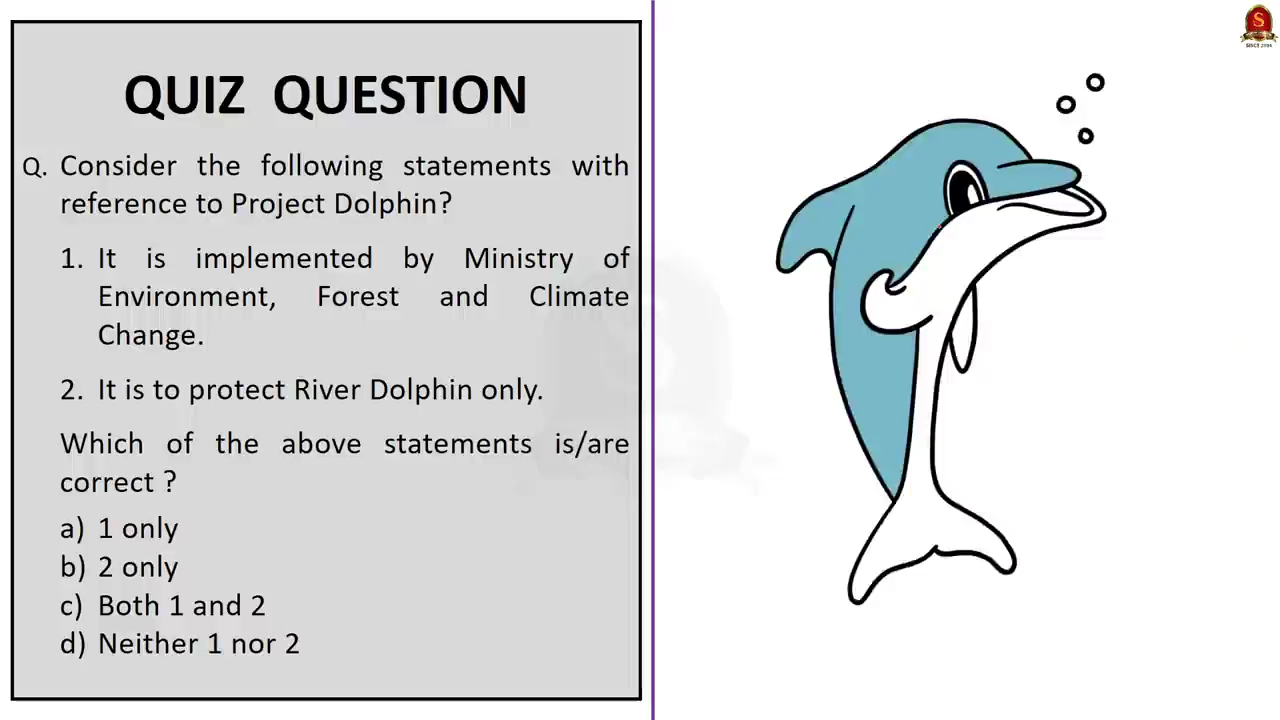 S
SINCE 2004
QUIZ QUESTION
Q. Consider the following statements with
reference to Project Dolphin?
1. It is implemented by Ministry of
Environment, Forest and Climate
Change.
2. It is to protect River Dolphin only.
Which of the above statements is/are
correct ?
a) 1 only
b) 2 only
c) Both 1 and 2
d) Neither 1 nor 2